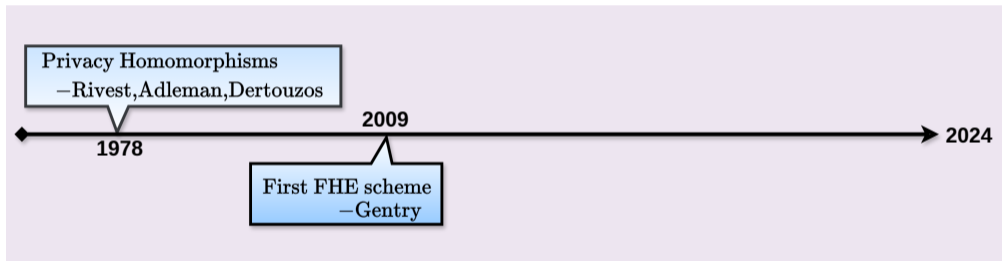 Privacy Homomorphisms
–Rivest,Adleman,Dertouzos
1978
2009
2024
First FHE scheme
–Gentry